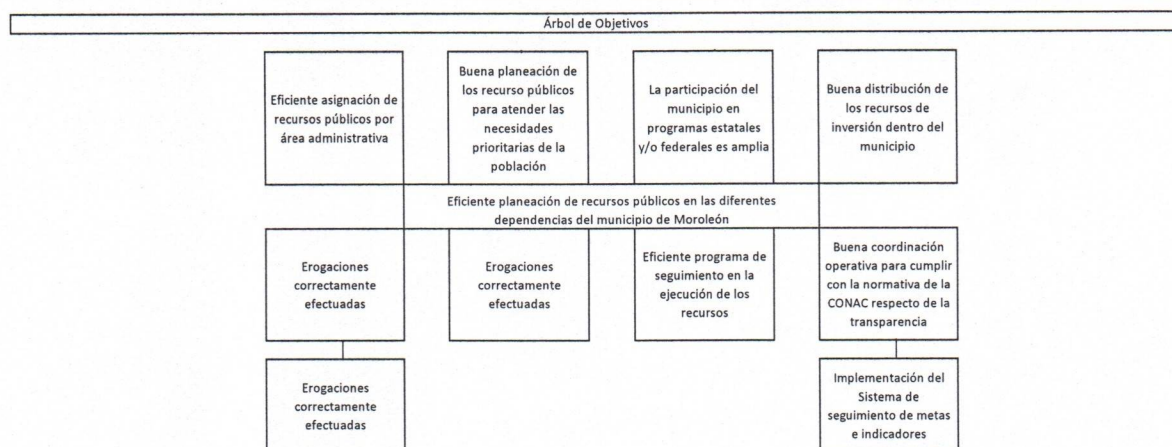 Árbol de Objetivos
Eficiente asignación de
recursos públicos por
área administrativa
Buena planeación de
los recurso públicos
para atender las
necesidades
prioritarias de la
población
La participación del
municipio en
programas estatales
y/o federales es amplia
Buena distribución de
los recursos de
inversión dentro del
municipio
Eficiente planeación de recursos públicos en las diferentes
dependencias del municipio de Moroleón
Erogaciones
correctamente
efectuadas
Erogaciones
correctamente
efectuadas
Eficiente programa de
seguimiento en la
ejecución de los
recursos
Buena coordinación
operativa para cumplir
con la normativa de la
CONAC respecto de la
transparencia
Erogaciones
correctamente
efectuadas
Implementación del
Sistema de
seguimiento de metas
e indicadores